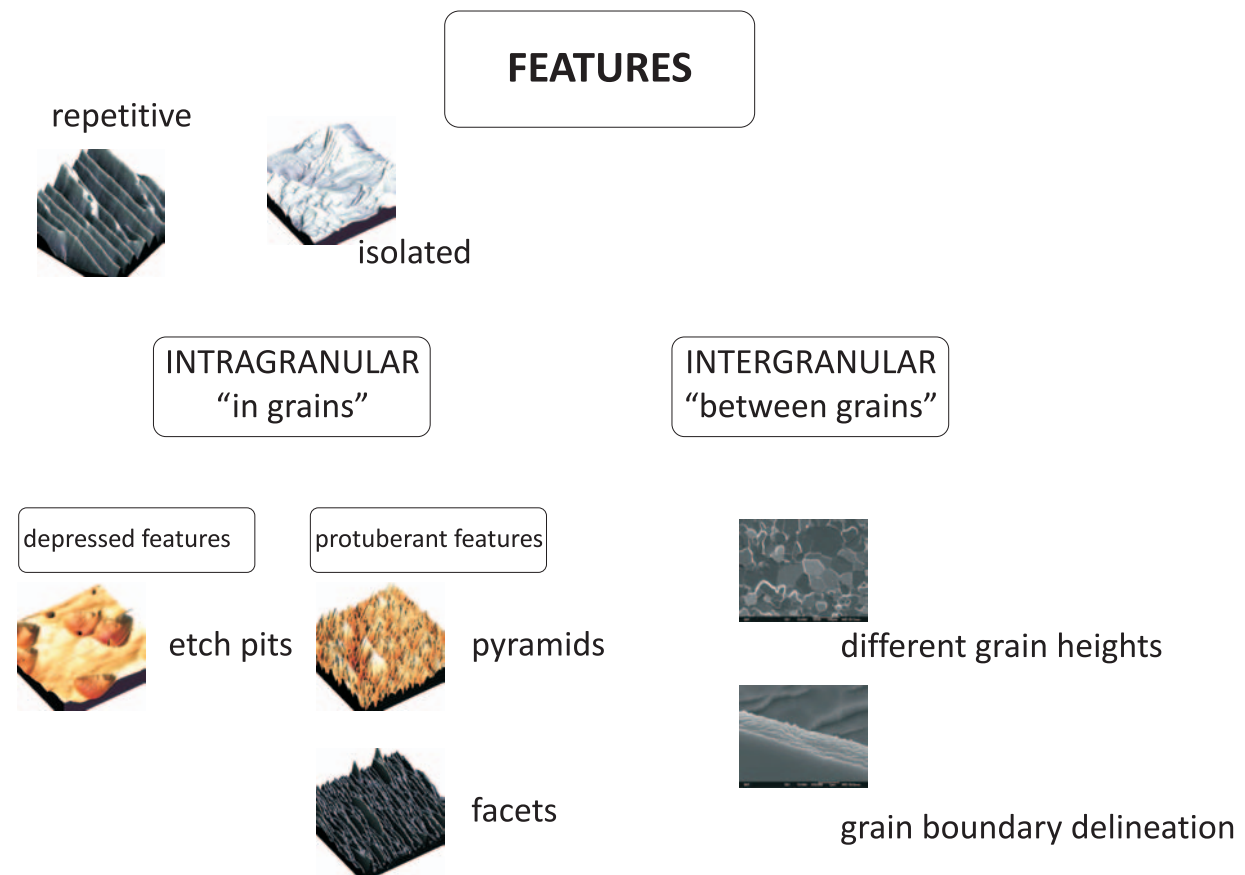 FEATURES
repetitive
isolated
INTRAGRANULAR
“in grains”
INTERGRANULAR
“between grains”
depressed features
protuberant features
etch pits
pyramids
different grain heights
facets
grain boundary delineation